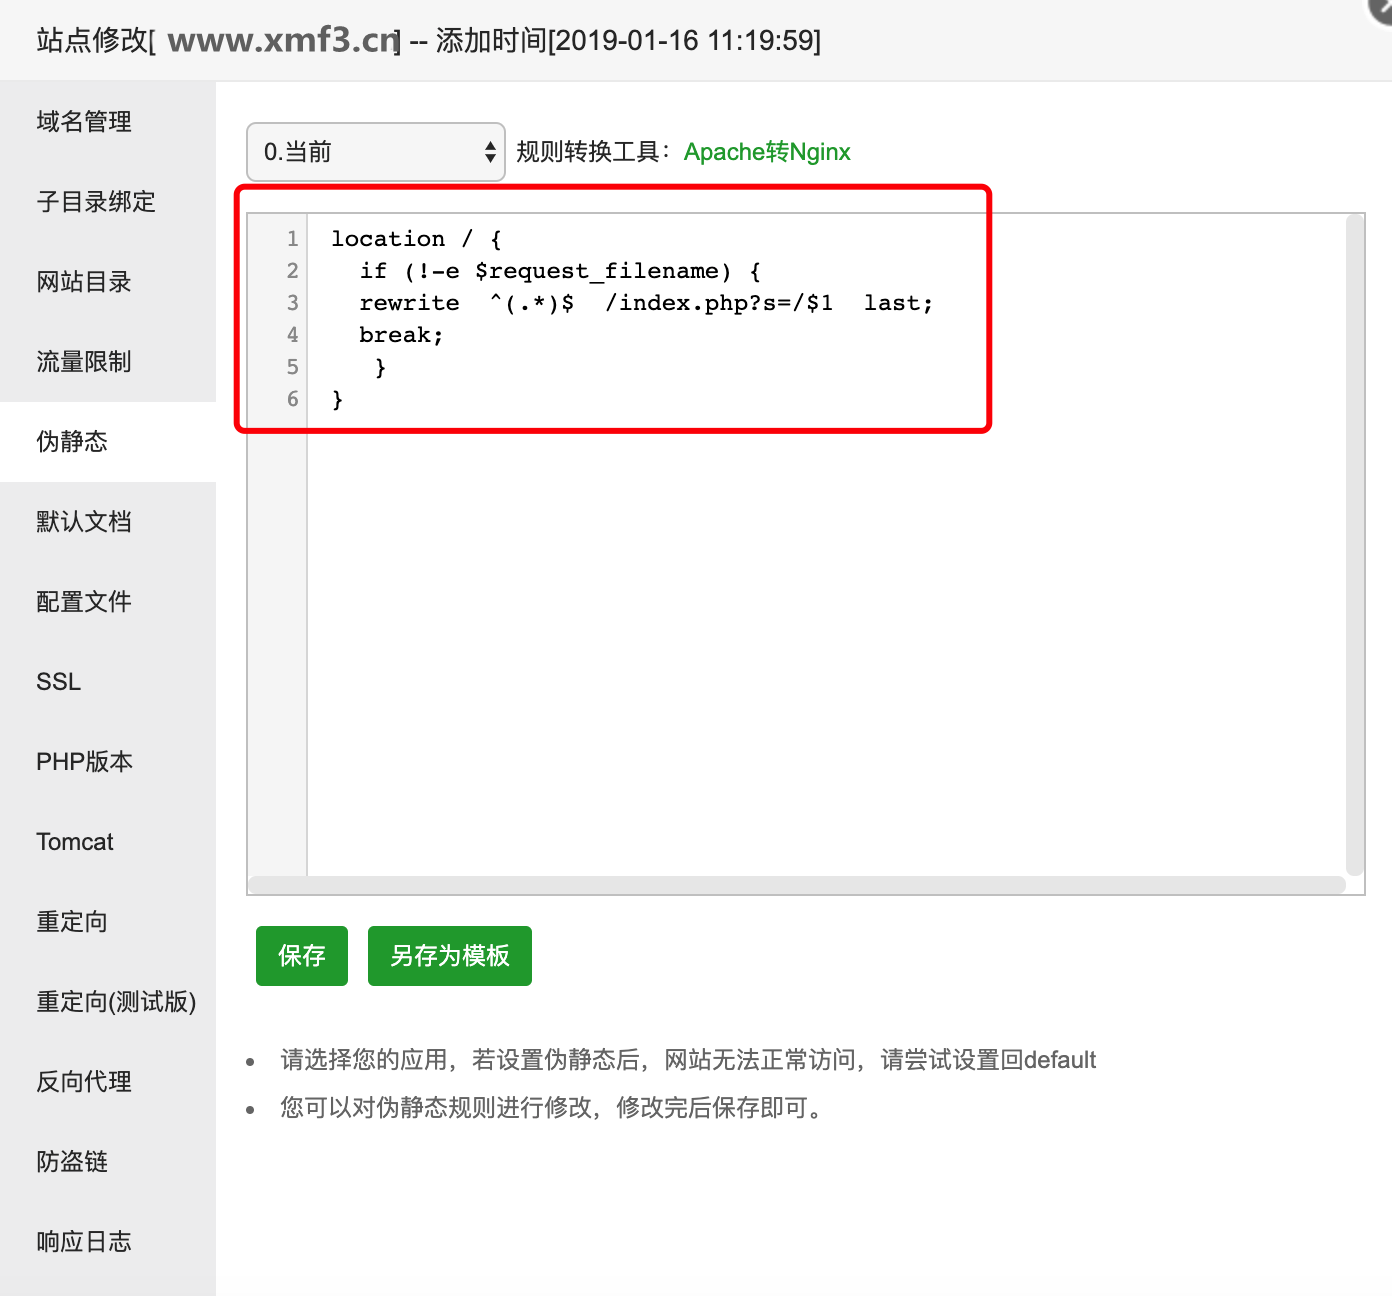 站点修改[ www.xmf3.cn] -- 添加时间[2019-01-16 11:19:59]
域名管理
子目录绑定
网站目录
流量限制
伪静态
默认文档
配置文件
SSL
PHP版本
Tomcat
重定向
重定向(测试版)
反向代理
防盗链
响应日志
0.当前 规则转换工具：Apache转Nginx
1 location / {
2   if (!-e $request_filename) {
3   rewrite  ^(.*)$  /index.php?s=/$1  last;
4   break;
5    }
6 }
保存 另存为模板
• 请选择您的应用，若设置伪静态后，网站无法正常访问，请尝试设置回default
• 您可以对伪静态规则进行修改，修改完后保存即可。